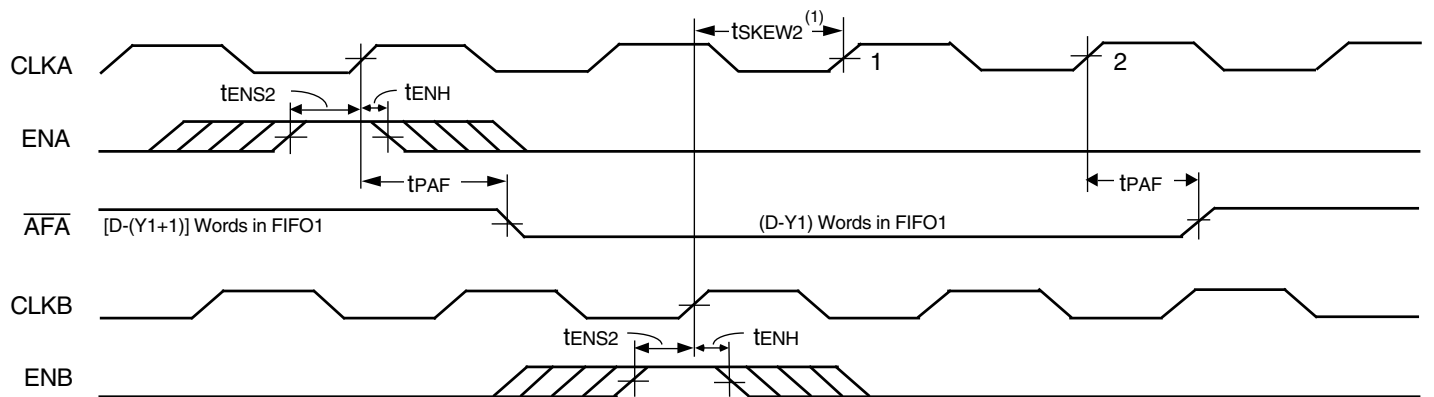 tSKEW2(1)
CLKA
1
2
tENS2
tENH
ENA
tPAF
tPAF
AFA
[D-(Y1+1)] Words in FIFO1
(D-Y1) Words in FIFO1
CLKB
tENS2
tENH
ENB